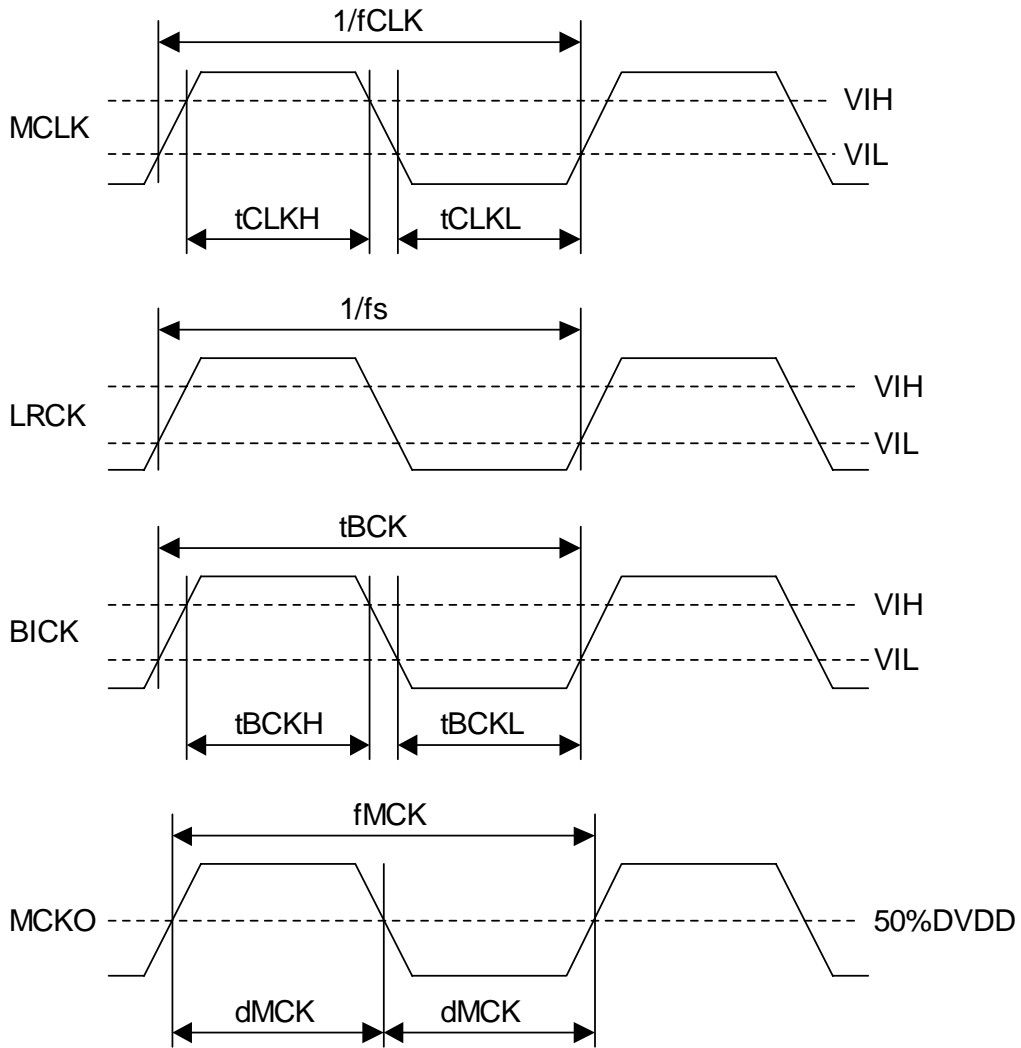 1/fCLK
MCLK
VIH
VIL
tCLKH
tCLKL
1/fs
LRCK
VIH
VIL
tBCK
BICK
VIH
VIL
tBCKH
tBCKL
fMCK
MCKO
50%DVDD
dMCK
dMCK